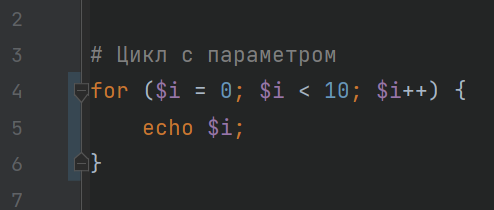 2
3 # Цикл с параметром
4 for ($i = 0; $i < 10; $i++) {
5     echo $i;
6 }
7